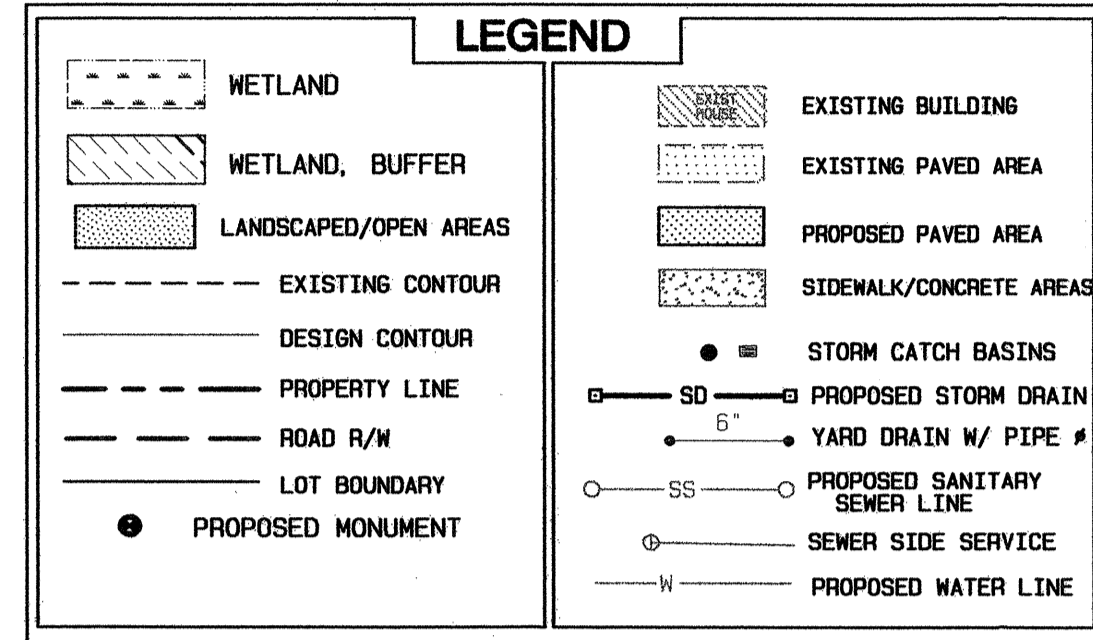 LEGEND
WETLAND
WETLAND, BUFFER
LANDSCAPED/OPEN AREAS
EXISTING CONTOUR
DESIGN CONTOUR
PROPERTY LINE
ROAD R/W
LOT BOUNDARY
PROPOSED MONUMENT
EXIST
HOUSE
EXISTING BUILDING
EXISTING PAVED AREA
PROPOSED PAVED AREA
SIDEWALK/CONCRETE AREAS
STORM CATCH BASINS
SD PROPOSED STORM DRAIN
6"
YARD DRAIN W/ PIPE ø
SS PROPOSED SANITARY
SEWER LINE
SEWER SIDE SERVICE
W PROPOSED WATER LINE